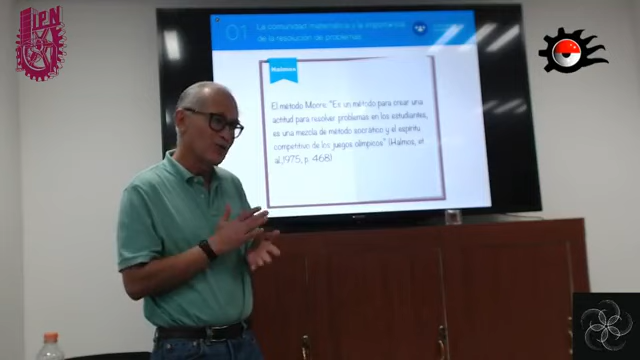 I.P.N
01 La comunidad matemática y la importancia
de la resolución de problemas
Halmos
El método Moore: "Es un método para crear una
actitud para resolver problemas en los estudiantes,
es una mezcla de método socrático y el espíritu
competitivo de los juegos olímpicos" (Halmos, et
al,1975, p. 468)